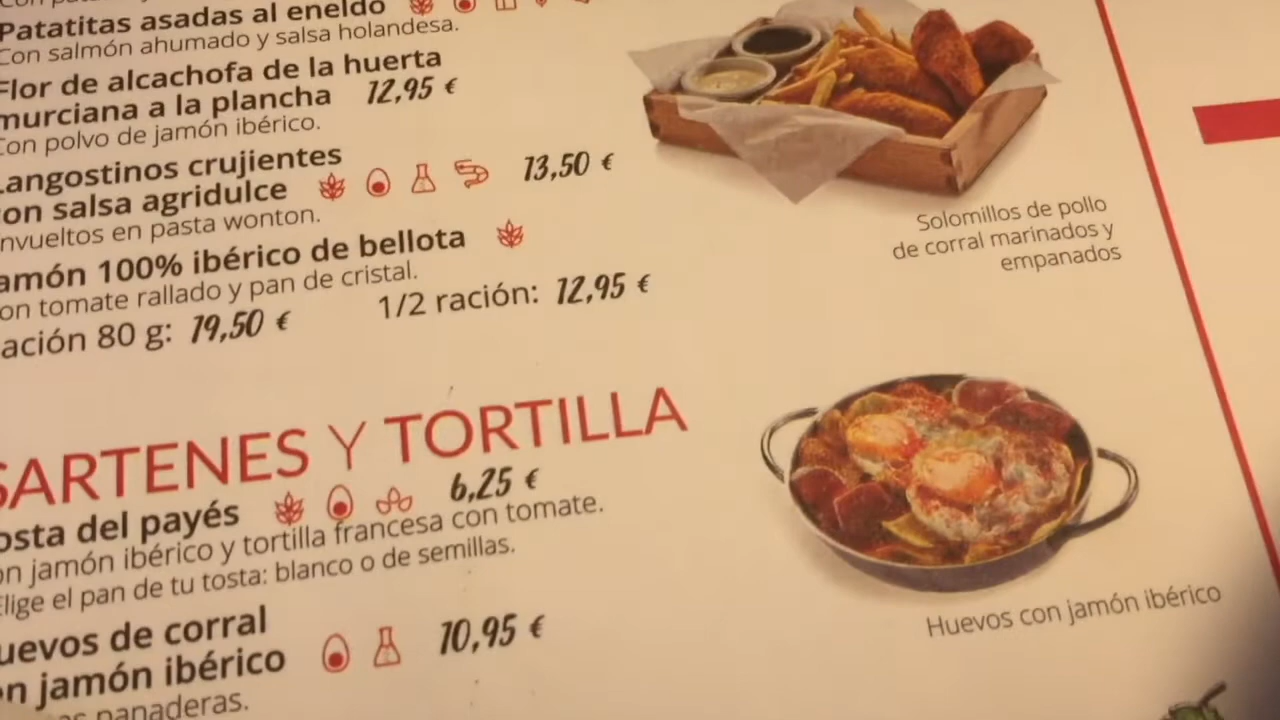 Patatitas asadas al eneldo
Con salmón ahumado y salsa holandesa.
Flor de alcachofa de la huerta
murciana a la plancha 12,95 €
Con polvo de jamón ibérico.
Langostinos crujientes
on salsa agridulce 13,50 €
nvueltos en pasta wonton.
amón 100% ibérico de bellota
on tomate rallado y pan de cristal.
ación 80 g: 19,50 € 1/2 ración: 12,95 €
SARTENES Y TORTILLA
osta del payés 6,25 €
on jamón ibérico y tortilla francesa con tomate.
Elige el pan de tu tosta: blanco o de semillas.
uevos de corral
on jamón ibérico 10,95 €
as panaderas.
Solomillos de pollo
de corral marinados y
empanados
Huevos con jamón ibérico